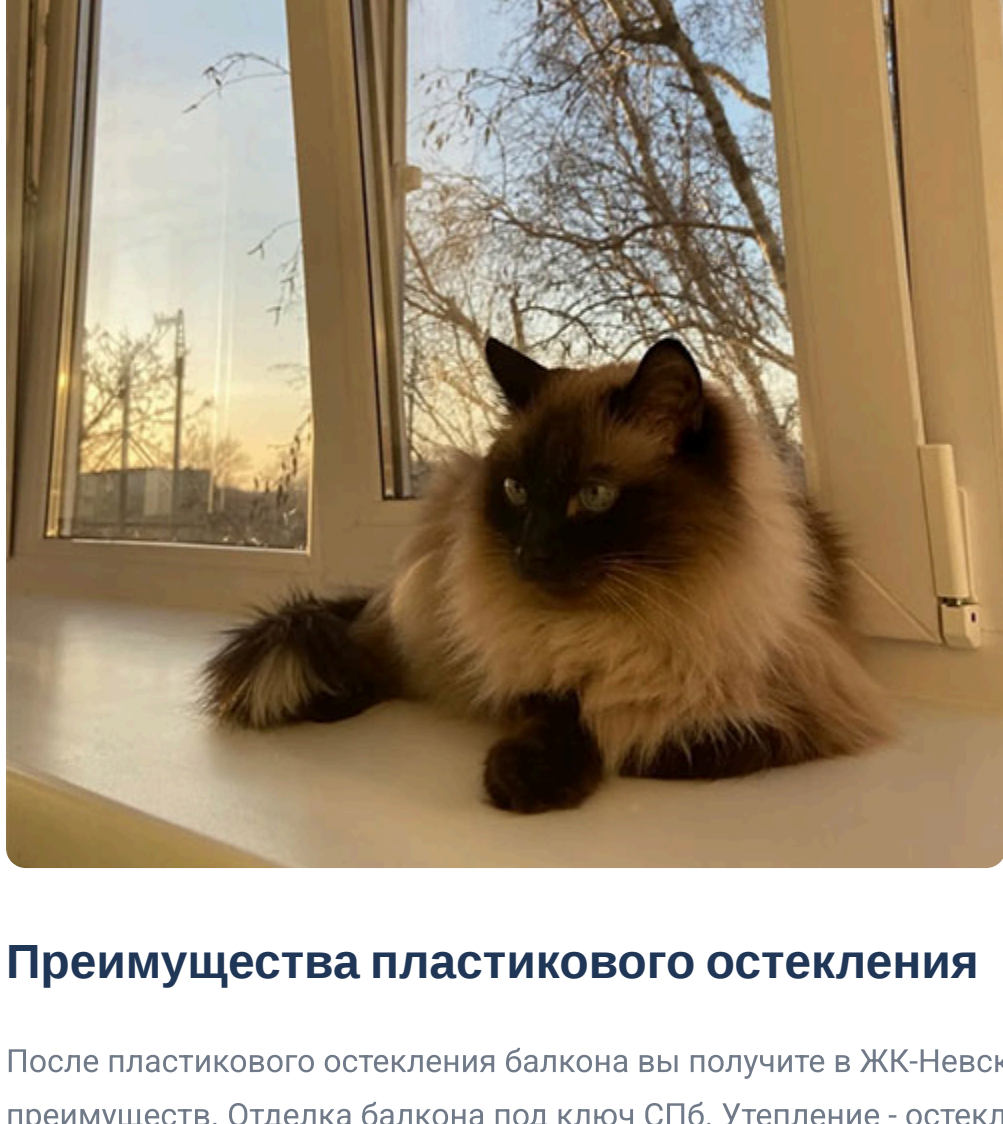 Преимущества пластикового остекления
После пластикового остекления балкона вы получите в ЖК-Невск
преимуществ. Отделка балкона под ключ СПб. Утепление - остекл